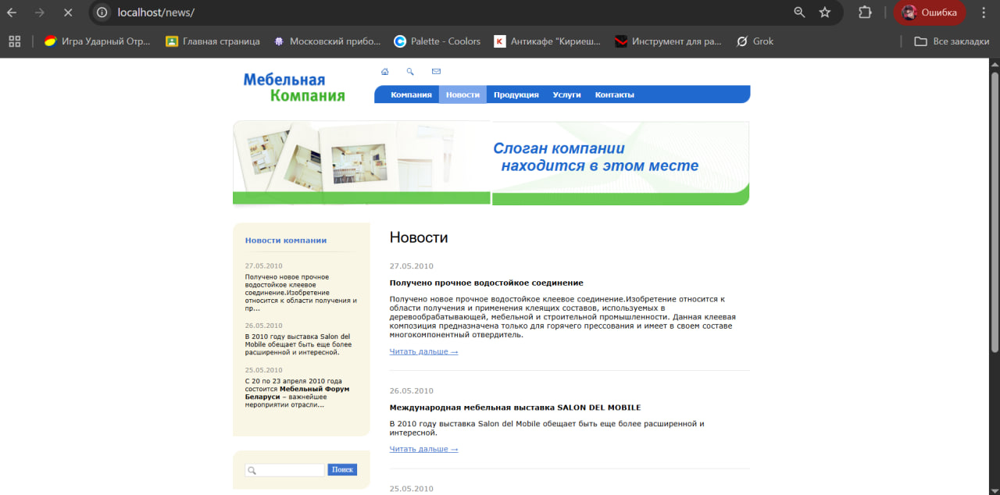 localhost/news/
Ошибка
Игра Ударный Отр...
Главная страница
Московский прибо...
Palette - Coolors
Антикафе "Кириеш...
Инструмент для ра...
Grok
Все закладки
Мебельная
Компания
Компания Новости Продукция Услуги Контакты
Слоган компании
находится в этом месте
Новости компании
27.05.2010
Получено новое прочное
водостойкое клеевое
соединение.Изобретение
относится к области получения и
пр...
26.05.2010
В 2010 году выставка Salon del
Mobile обещает быть еще более
расширенной и интересной.
25.05.2010
С 20 по 23 апреля 2010 года
состоится Мебельный Форум
Беларуси – важнейшее
мероприятии отрасли...
Поиск
Новости
27.05.2010
Получено прочное водостойкое соединение
Получено новое прочное водостойкое клеевое соединение.Изобретение относится к
области получения и применения клеящих составов, используемых в
деревообрабатывающей, мебельной и строительной промышленности. Данная клеевая
композиция предназначена только для горячего прессования и имеет в своем составе
многокомпонентный отвердитель.
Читать дальше →
26.05.2010
Международная мебельная выставка SALON DEL MOBILE
В 2010 году выставка Salon del Mobile обещает быть еще более расширенной и
интересной.
Читать дальше →
25.05.2010